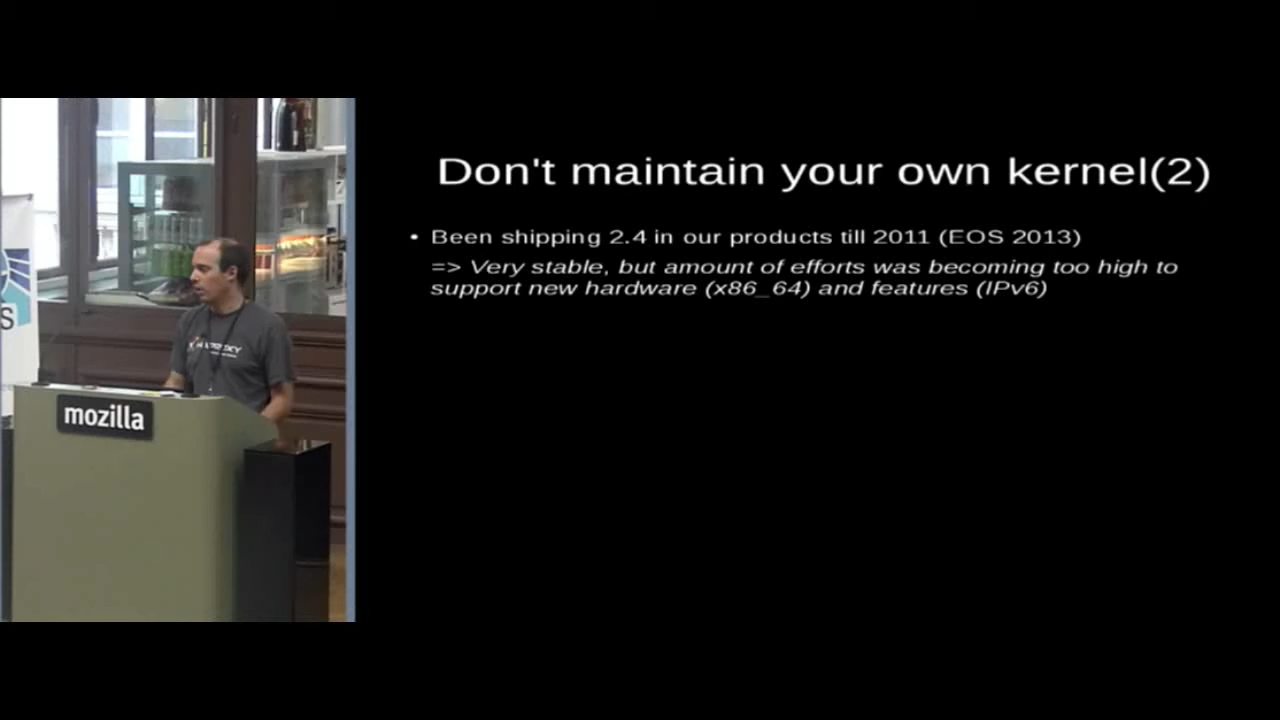 Don't maintain your own kernel(2)
• Been shipping 2.4 in our products till 2011 (EOS 2013)
=> Very stable, but amount of efforts was becoming too high to
support new hardware (x86_64) and features (IPv6)
S
mozilla